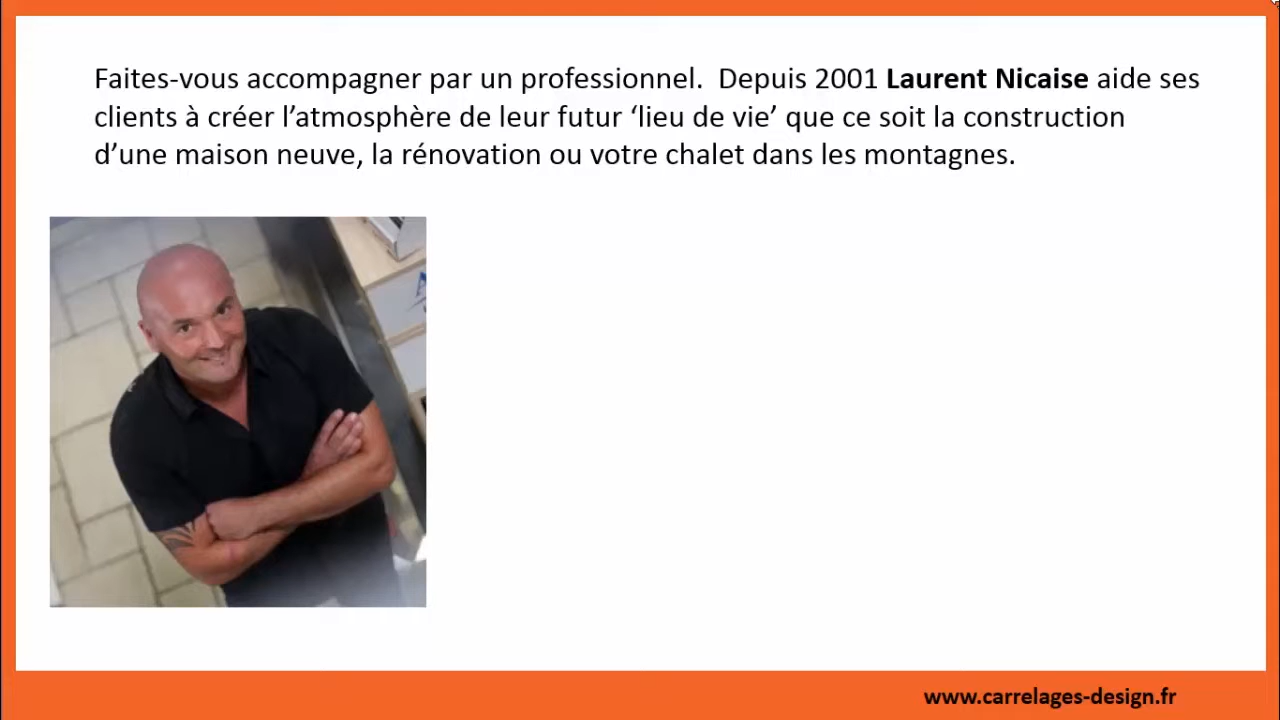 Faites-vous accompagner par un professionnel.  Depuis 2001 Laurent Nicaise aide ses
clients à créer l’atmosphère de leur futur ‘lieu de vie’ que ce soit la construction
d’une maison neuve, la rénovation ou votre chalet dans les montagnes.
www.carrelages-design.fr